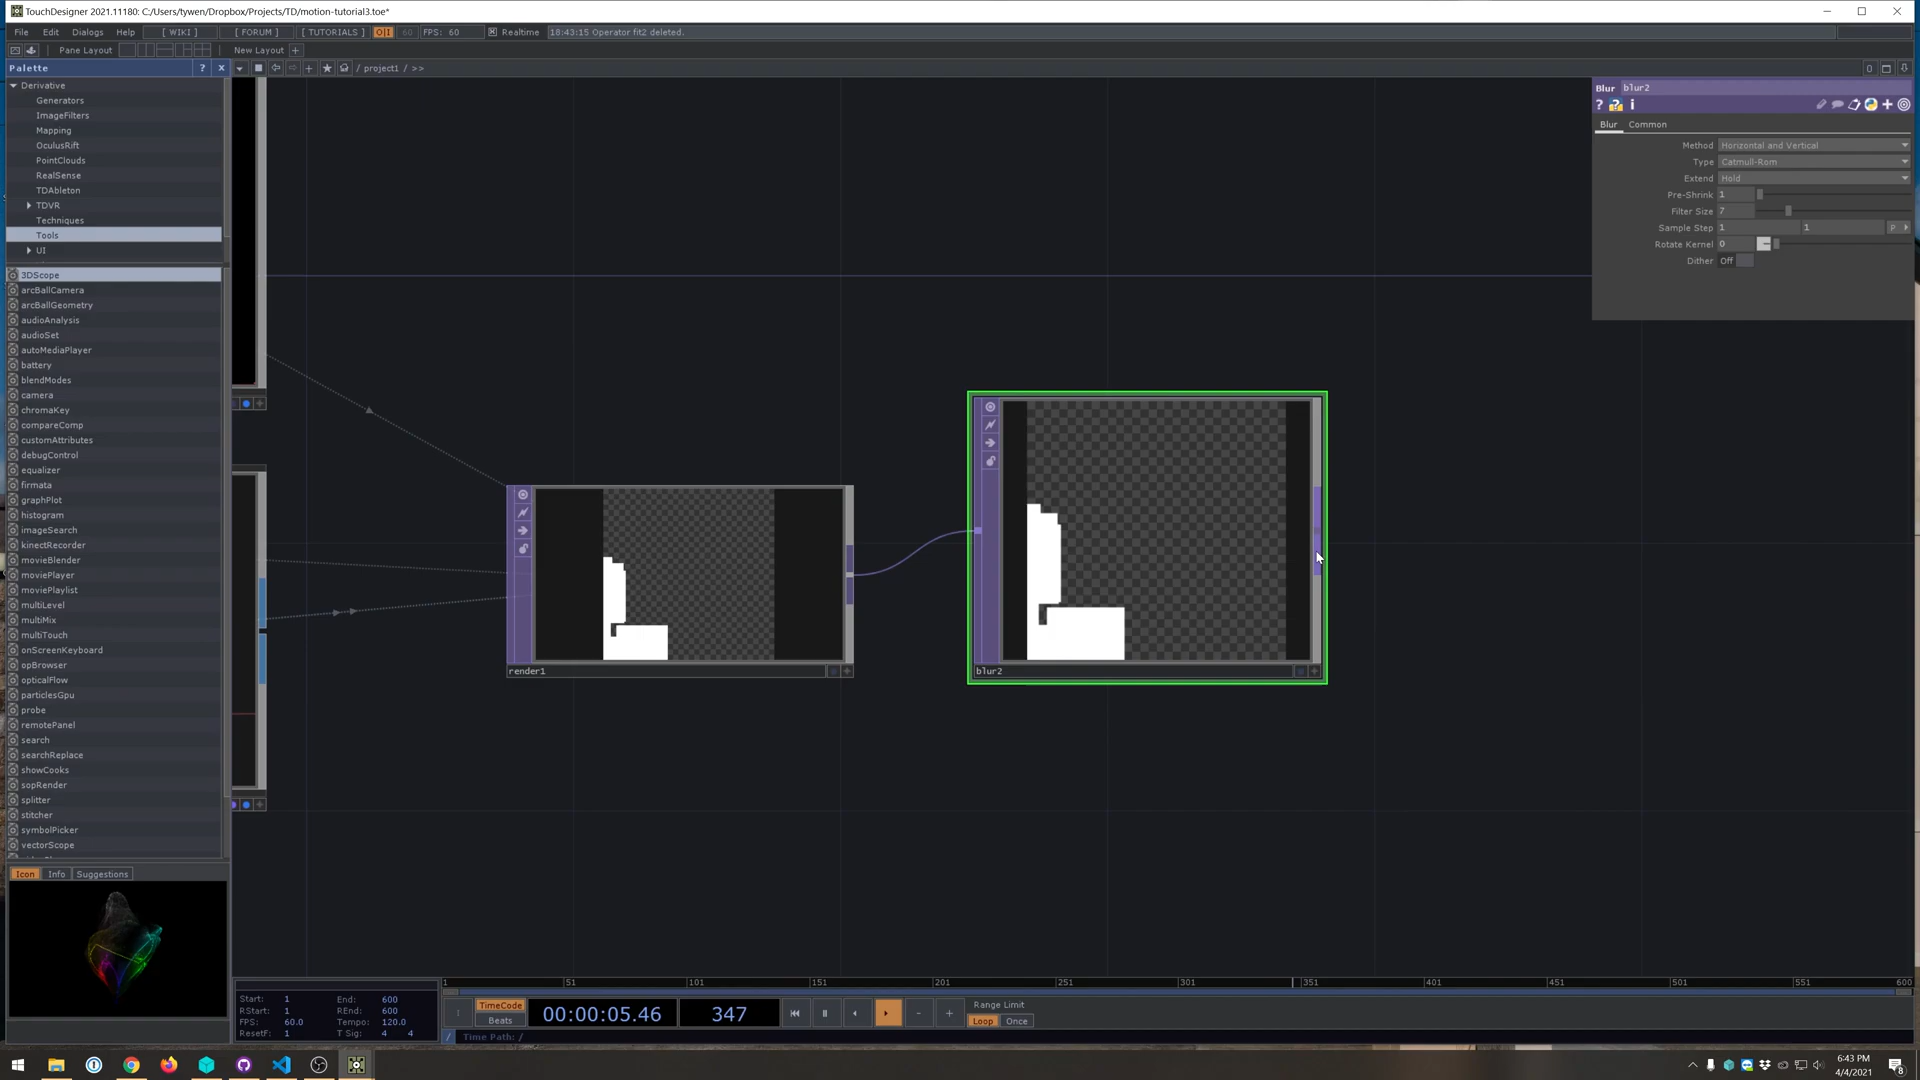 TouchDesigner 2021.11180: C:/Users/tywen/Dropbox/Projects/TD/motion-tutorial3.toe*
File Edit Dialogs Help [ WIKI ] [ FORUM ] [ TUTORIALS ] O|I 60 FPS: 60 Realtime 18:43:15 Operator fit2 deleted.
Pane Layout New Layout +
Palette ? x / project1 / >> 0
Derivative
Generators
ImageFilters
Mapping
OculusRift
PointClouds
RealSense
TDAbleton
TDVR
Techniques
Tools
UI
3DScope
arcBallCamera
arcBallGeometry
audioAnalysis
audioSet
autoMediaPlayer
battery
blendModes
camera
chromaKey
compareComp
customAttributes
debugControl
equalizer
firmata
graphPlot
histogram
imageSearch
kinectRecorder
movieBlender
moviePlayer
moviePlaylist
multiLevel
multiMix
multiTouch
onScreenKeyboard
opBrowser
opticalFlow
particlesGpu
probe
remotePanel
search
searchReplace
showCooks
sopRender
splitter
stitcher
symbolPicker
vectorScope
Icon Info Suggestions
render1
blur2
Blur blur2
? ? i
Blur Common
Method Horizontal and Vertical
Type Catmull-Rom
Extend Hold
Pre-Shrink 1
Filter Size 7
Sample Step 1 1 P
Rotate Kernel 0
Dither Off
1 51 101 151 201 251 301 351 401 451 501 551 600
Start: 1 End: 600
RStart: 1 REnd: 600
FPS: 60.0 Tempo: 120.0
ResetF: 1 T Sig: 4 4
TimeCode
Beats
00:00:05.46
347
Range Limit
Loop Once
/ Time Path: /
6:43 PM
4/4/2021
8